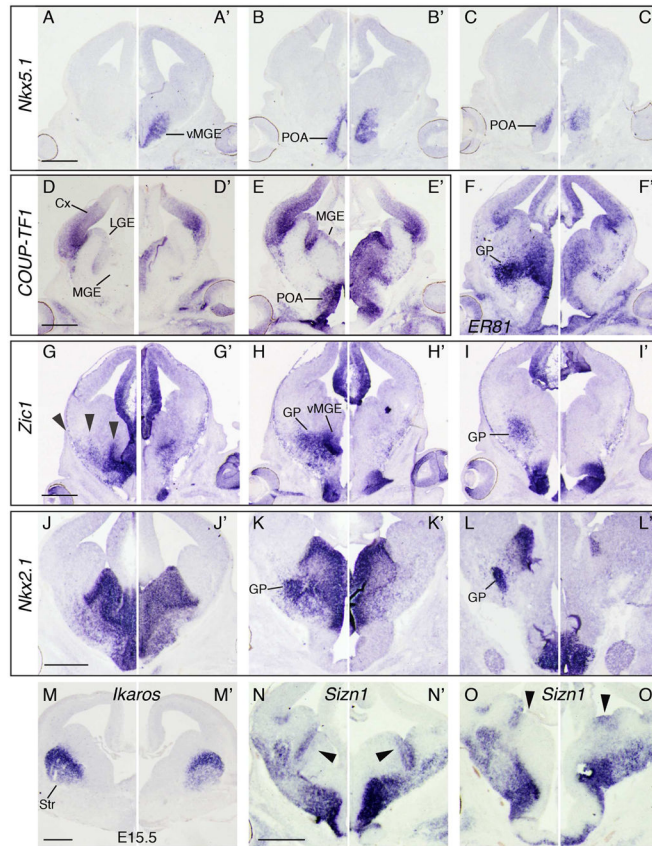 A A’ B B’ C C
Nkx5.1
vMGE
POA
POA
D D’ E E’ F F’
COUP-TF1
Cx
LGE
MGE
MGE
POA
GP
ER81
G G’ H H’ I I’
Zic1
GP
vMGE
GP
J J’ K K’ L L’
Nkx2.1
GP
GP
M Ikaros M’ N Sizn1 N’ O Sizn1 O
Str
E15.5